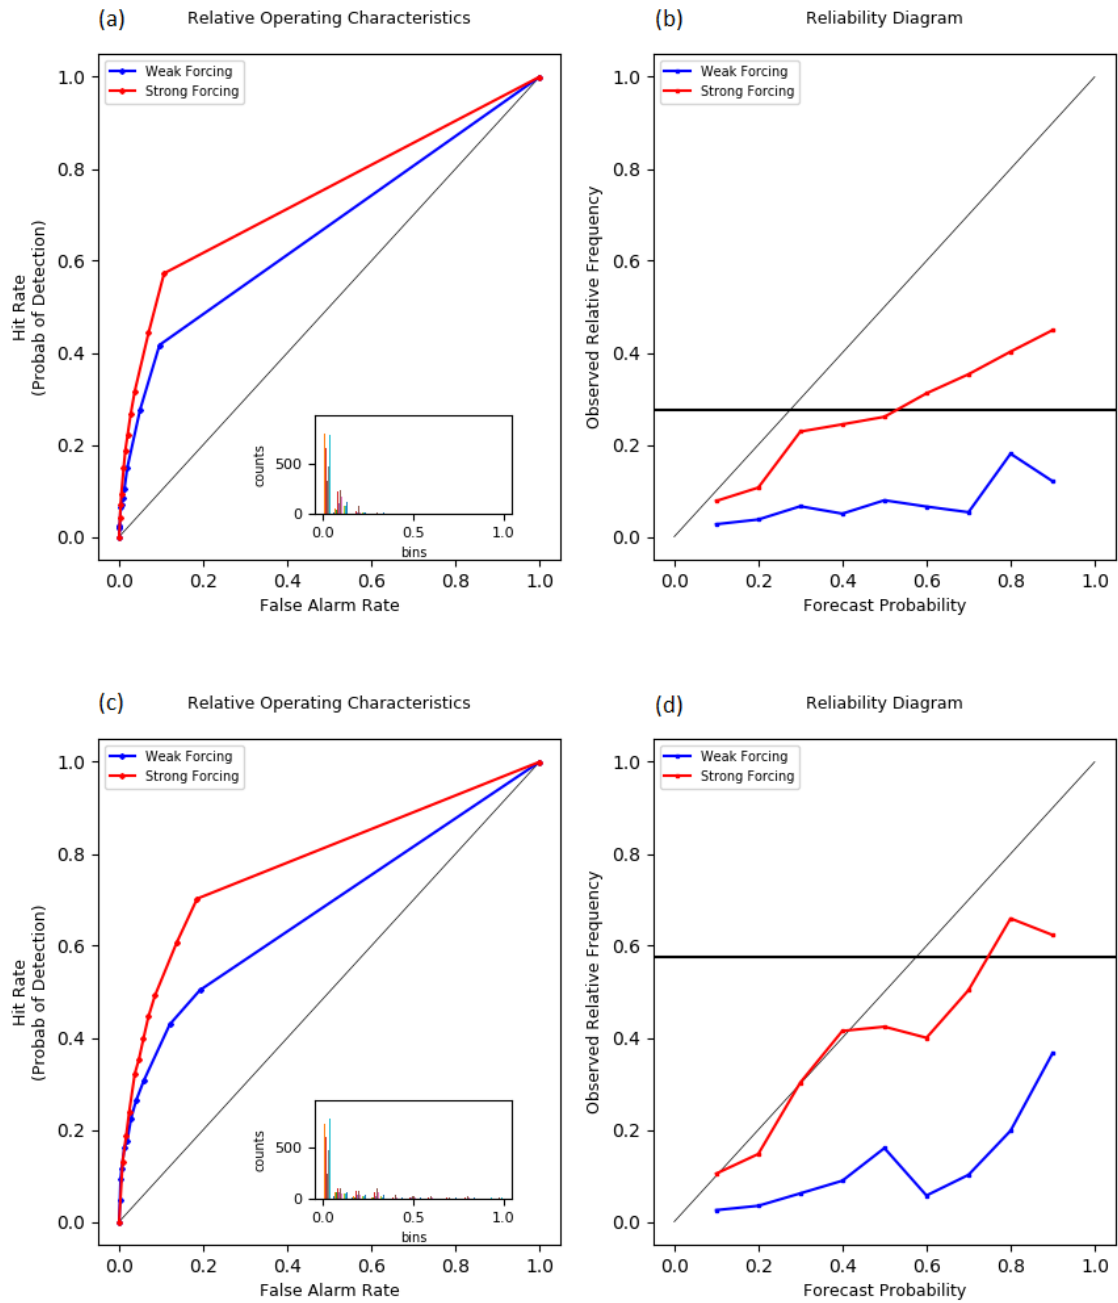 (a) Relative Operating Characteristics
Weak Forcing
Strong Forcing
1.0
0.8
0.6
0.4
0.2
0.0
Hit Rate
(Probab of Detection)
counts
500
0
0.0 0.5 1.0
bins
0.0 0.2 0.4 0.6 0.8 1.0
False Alarm Rate
(b) Reliability Diagram
Weak Forcing
Strong Forcing
1.0
0.8
0.6
0.4
0.2
0.0
Observed Relative Frequency
0.0 0.2 0.4 0.6 0.8 1.0
Forecast Probability
(c) Relative Operating Characteristics
Weak Forcing
Strong Forcing
1.0
0.8
0.6
0.4
0.2
0.0
Hit Rate
(Probab of Detection)
counts
500
0
0.0 0.5 1.0
bins
0.0 0.2 0.4 0.6 0.8 1.0
False Alarm Rate
(d) Reliability Diagram
Weak Forcing
Strong Forcing
1.0
0.8
0.6
0.4
0.2
0.0
Observed Relative Frequency
0.0 0.2 0.4 0.6 0.8 1.0
Forecast Probability